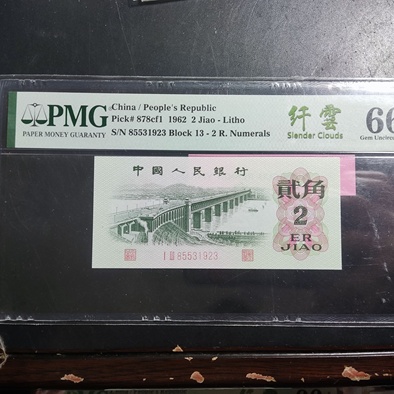 PMG
PAPER MONEY GUARANTY
China / People's Republic
Pick# 878cf1 1962 2 Jiao - Litho
S/N 85531923 Block 13 - 2 R. Numerals
纤雲
Slender Clouds
66
Gem Uncirc
中國人民銀行
貳角
2
ER
JIAO
I III 85531923